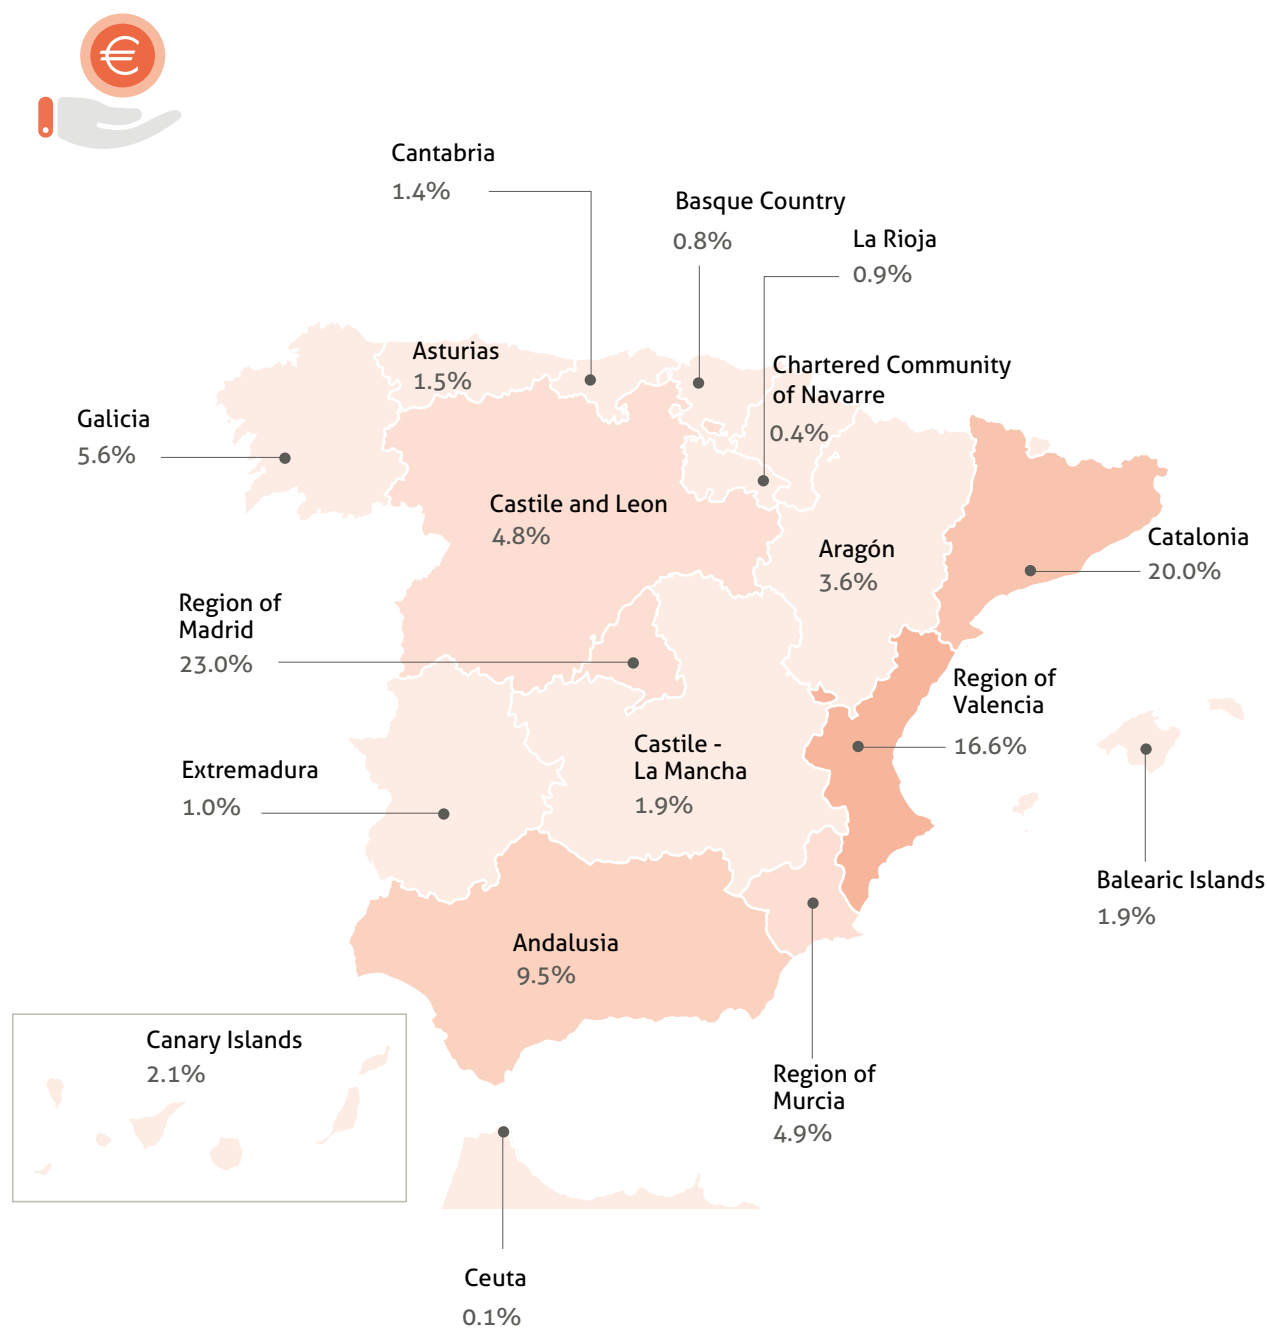 €
Cantabria
1.4%
Basque Country
0.8%
La Rioja
0.9%
Asturias
1.5%
Chartered Community
of Navarre
0.4%
Galicia
5.6%
Castile and Leon
4.8%
Aragón
3.6%
Catalonia
20.0%
Region of
Madrid
23.0%
Region of
Valencia
16.6%
Castile -
La Mancha
1.9%
Extremadura
1.0%
Balearic Islands
1.9%
Andalusia
9.5%
Canary Islands
2.1%
Region of
Murcia
4.9%
Ceuta
0.1%